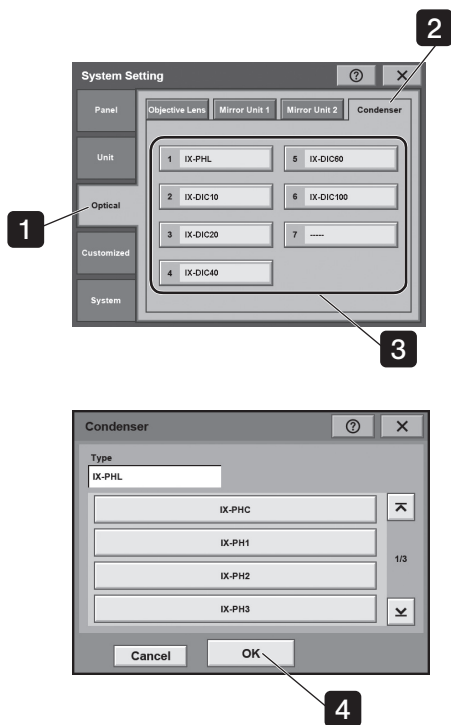 2
System Setting ? X
Panel
Objective Lens Mirror Unit 1 Mirror Unit 2 Condenser
Unit
1 IX-PHL 5 IX-DIC60
Optical
2 IX-DIC10 6 IX-DIC100
1
3 IX-DIC20 7 -----
Customized
4 IX-DIC40
System
3
Condenser ? X
Type
IX-PHL
IX-PHC
IX-PH1
1/3
IX-PH2
IX-PH3
Cancel OK
4